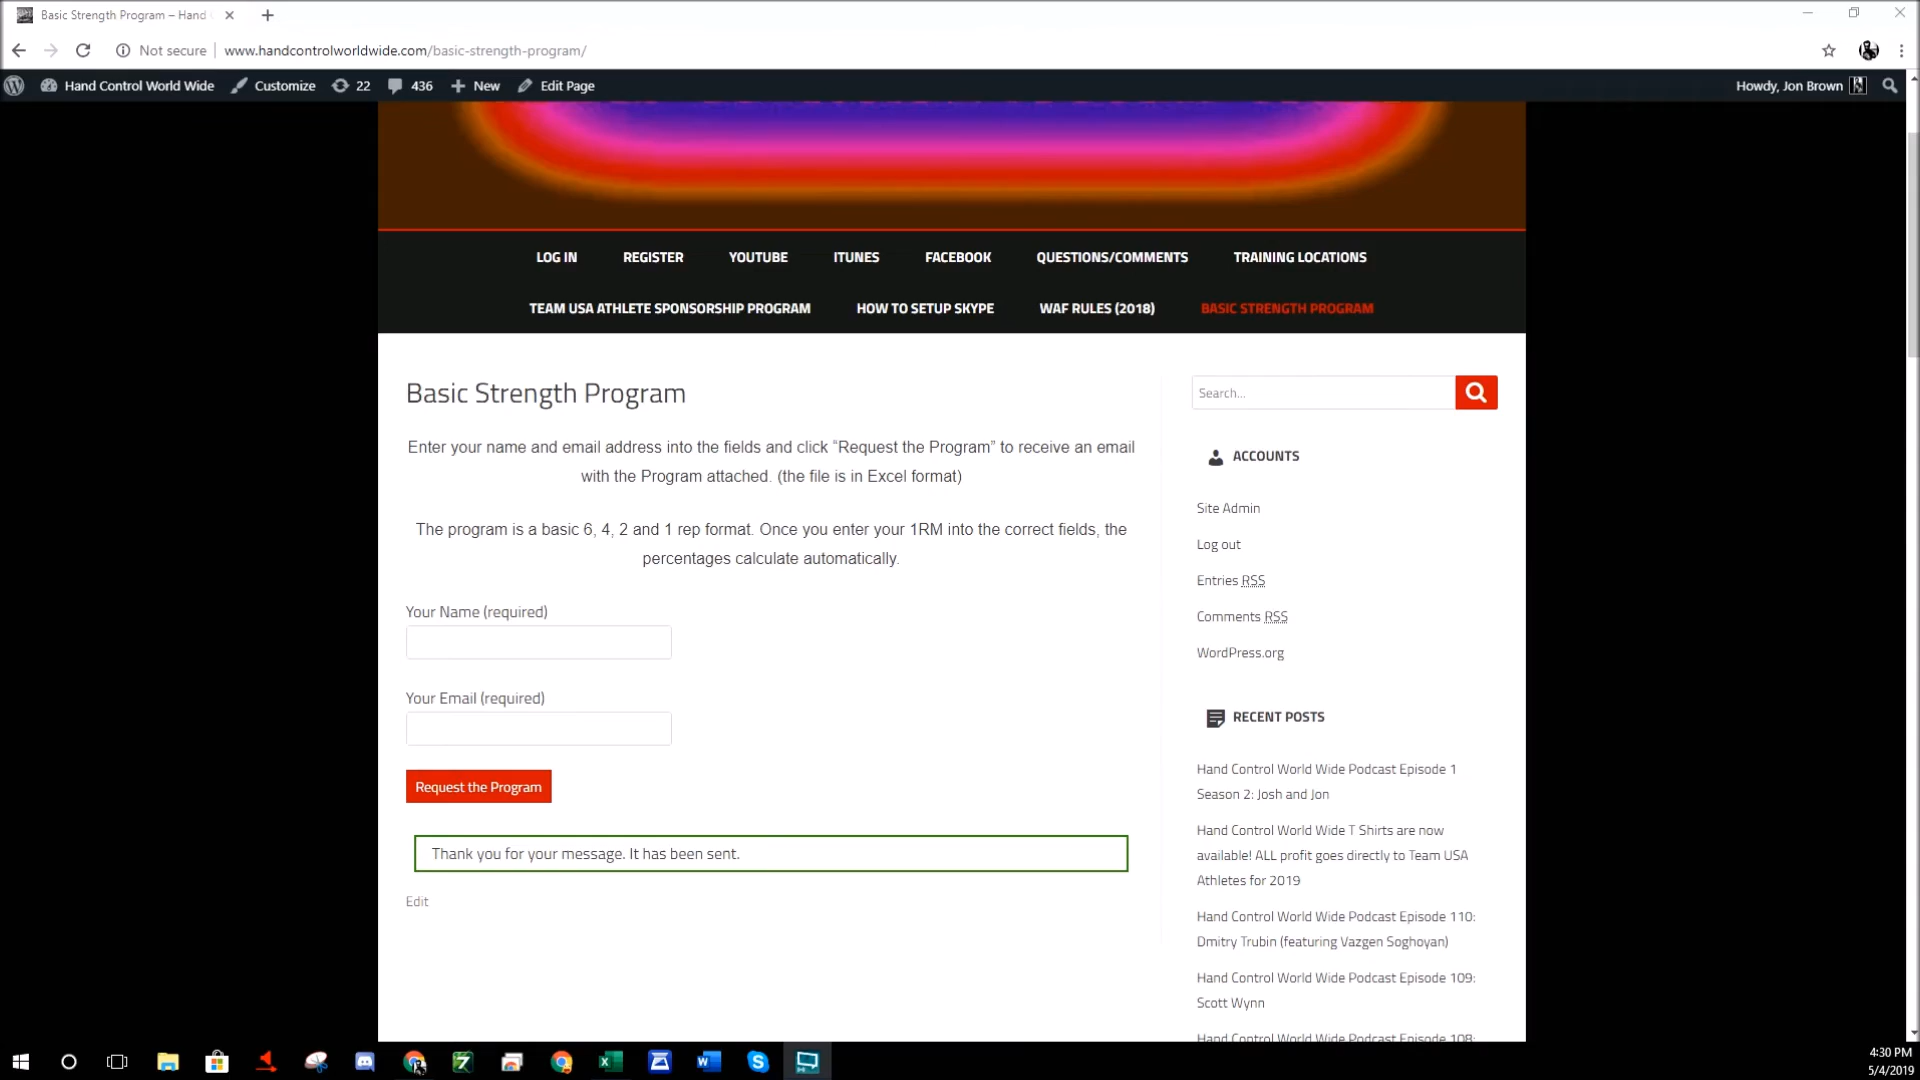 Basic Strength Program – Hand
Not secure
www.handcontrolworldwide.com/basic-strength-program/
Hand Control World Wide
Customize
22
436
New
Edit Page
Howdy, Jon Brown
LOG IN
REGISTER
YOUTUBE
ITUNES
FACEBOOK
QUESTIONS/COMMENTS
TRAINING LOCATIONS
TEAM USA ATHLETE SPONSORSHIP PROGRAM
HOW TO SETUP SKYPE
WAF RULES (2018)
BASIC STRENGTH PROGRAM
Basic Strength Program
Enter your name and email address into the fields and click “Request the Program” to receive an email
with the Program attached. (the file is in Excel format)
The program is a basic 6, 4, 2 and 1 rep format. Once you enter your 1RM into the correct fields, the
percentages calculate automatically.
Your Name (required)
Your Email (required)
Request the Program
Thank you for your message. It has been sent.
Edit
Search...
ACCOUNTS
Site Admin
Log out
Entries RSS
Comments RSS
WordPress.org
RECENT POSTS
Hand Control World Wide Podcast Episode 1
Season 2: Josh and Jon
Hand Control World Wide T Shirts are now
available! ALL profit goes directly to Team USA
Athletes for 2019
Hand Control World Wide Podcast Episode 110:
Dmitry Trubin (featuring Vazgen Soghoyan)
Hand Control World Wide Podcast Episode 109:
Scott Wynn
Hand Control World Wide Podcast Episode 108:
4:30 PM
5/4/2019